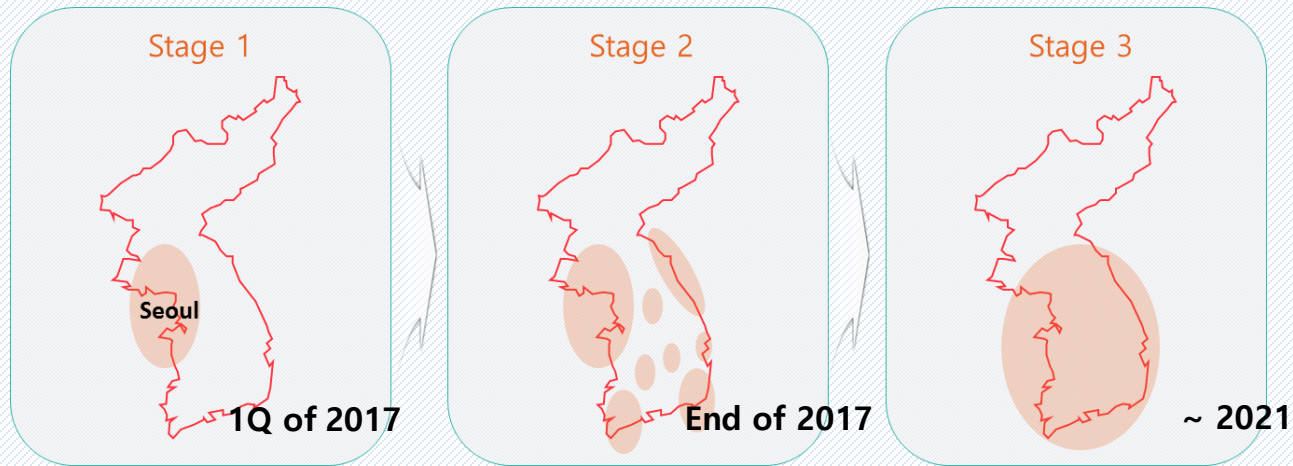 Stage 1
Stage 2
Stage 3
Seoul
1Q of 2017
End of 2017
~ 2021